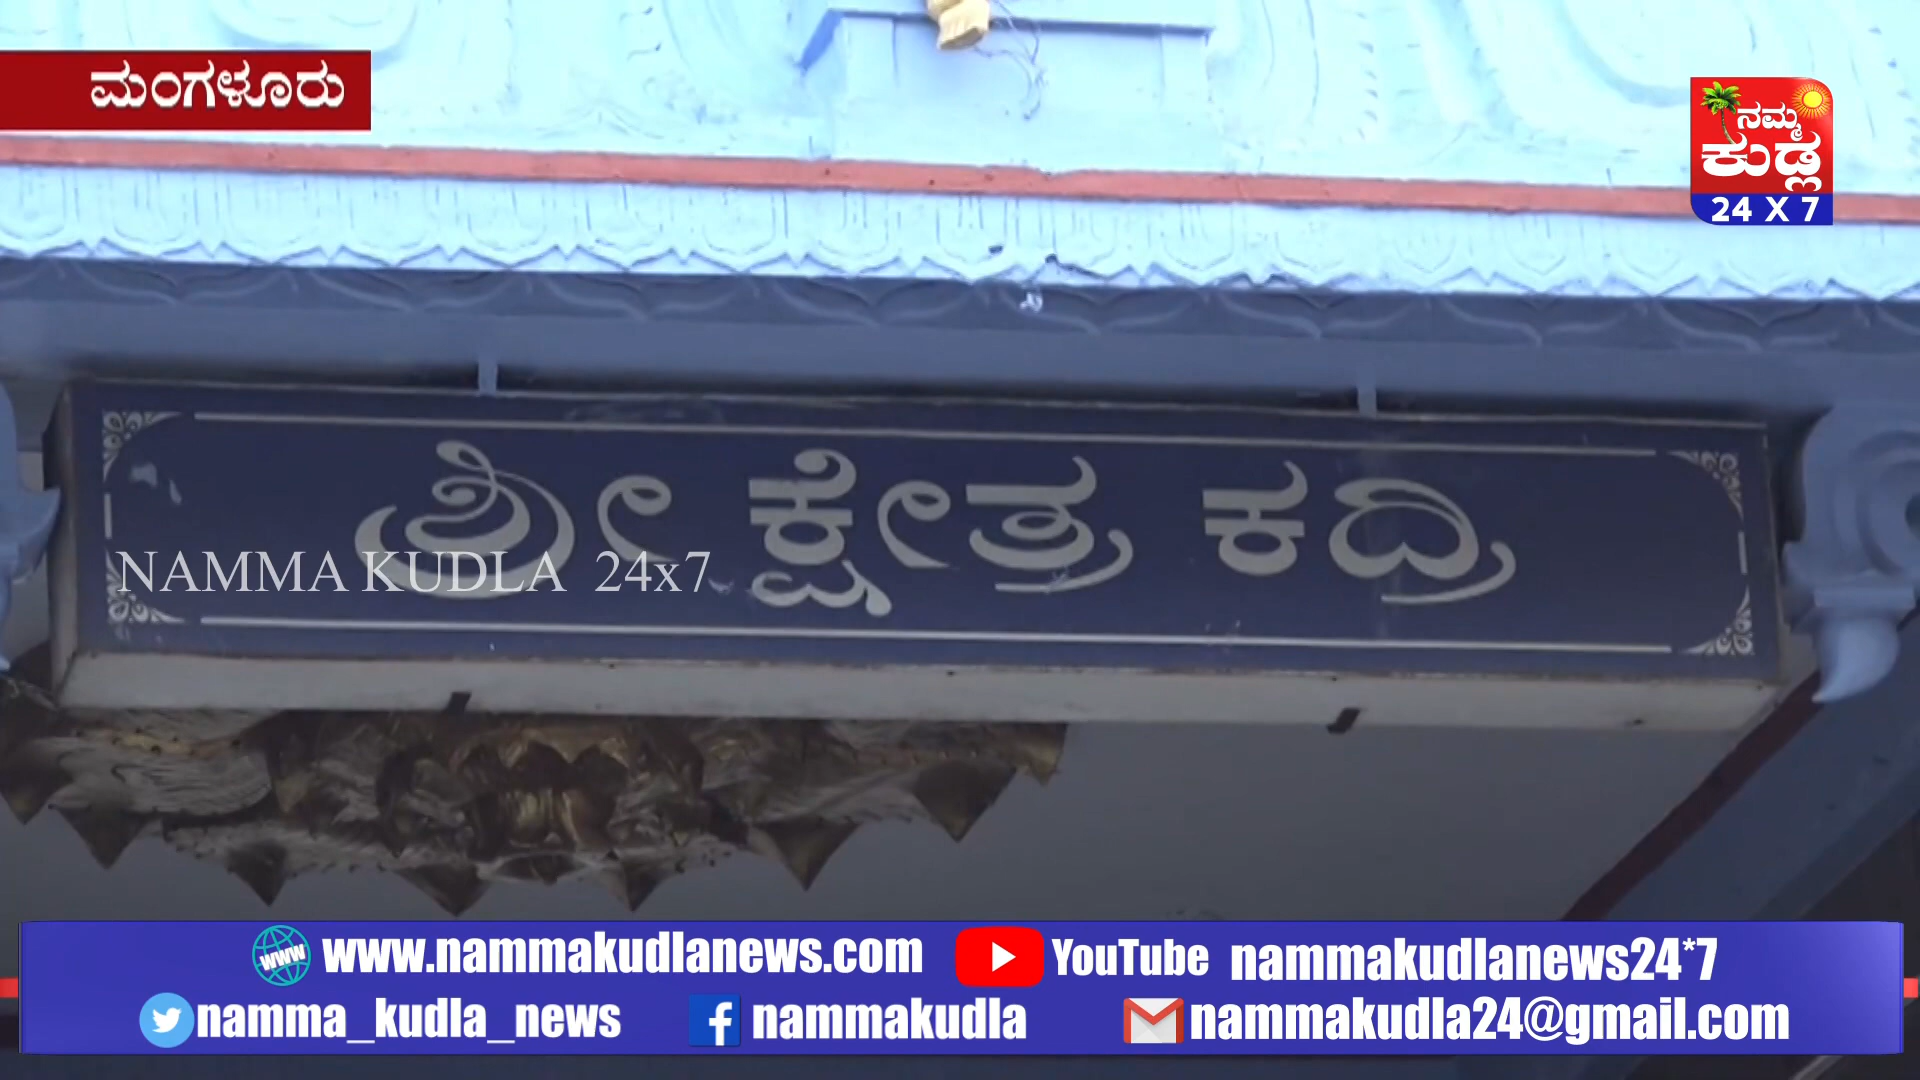 ಮಂಗಳೂರು
ನಮ್ಮ
ಕುಡ್ಲ
24 X 7
ಶ್ರೀ ಕ್ಷೇತ್ರ ಕದ್ರಿ
NAMMA KUDLA 24x7
www www.nammakudlanews.com YouTube nammakudlanews24*7
namma_kudla_news nammakudla nammakudla24@gmail.com